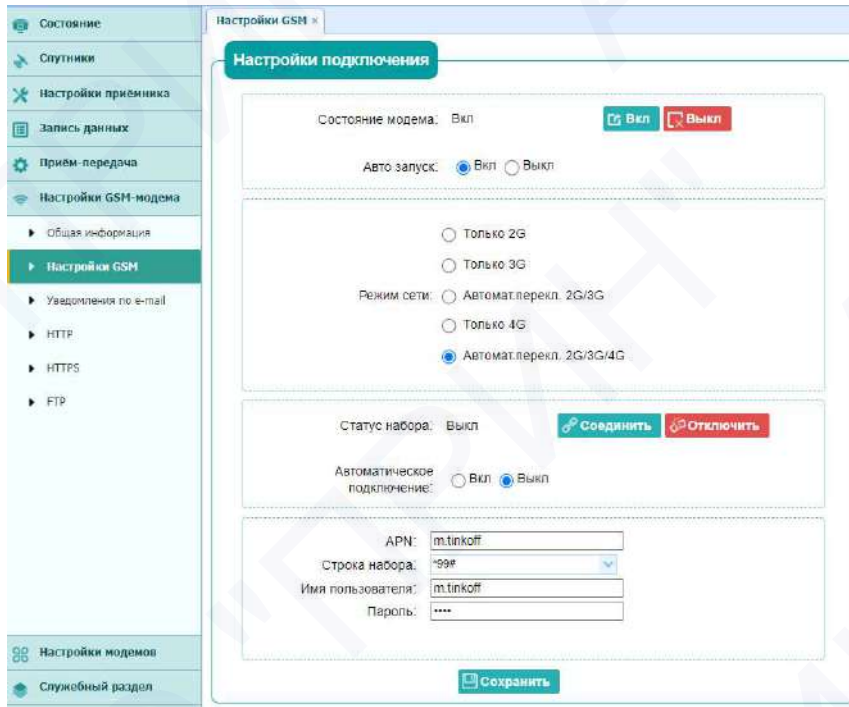 Состояние
Спутники
Настройки приёмника
Запись данных
Приём-передача
Настройки GSM-модема
Общая информация
Настройки GSM
Уведомления по e-mail
HTTP
HTTPS
FTP
Настройки модемов
Служебный раздел
Настройки GSM ×
Настройки подключения
Состояние модема: Вкл Вкл Выкл
Авто запуск: Вкл Выкл
Режим сети:
Только 2G
Только 3G
Автомат.перекл. 2G/3G
Только 4G
Автомат.перекл. 2G/3G/4G
Статус набора: Выкл Соединить Отключить
Автоматическое
подключение: Вкл Выкл
APN: m.tinkoff
Строка набора: *99#
Имя пользователя: m.tinkoff
Пароль: ••••
Сохранить
"ПРИН"